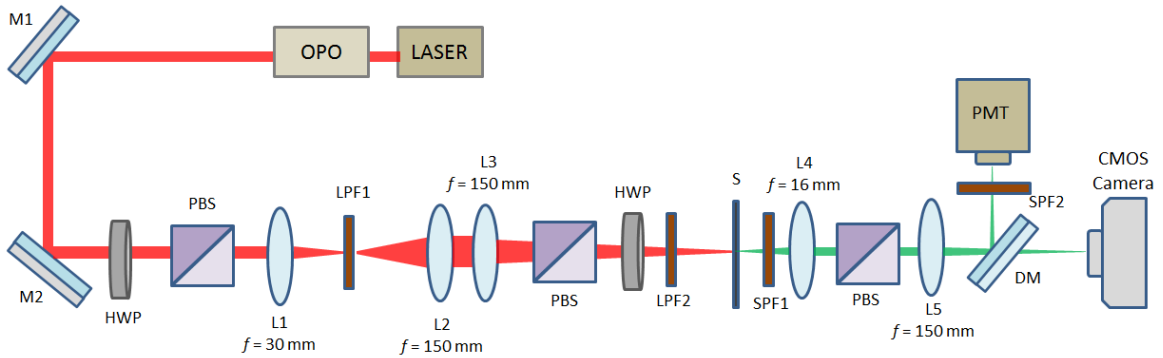 M1
OPO
LASER
PMT
CMOS
Camera
L3
f = 150 mm
L4
f = 16 mm
PBS
LPF1
HWP
S
SPF2
M2
HWP
L1
f = 30 mm
L2
f = 150 mm
PBS
LPF2
SPF1
PBS
L5
f = 150 mm
DM